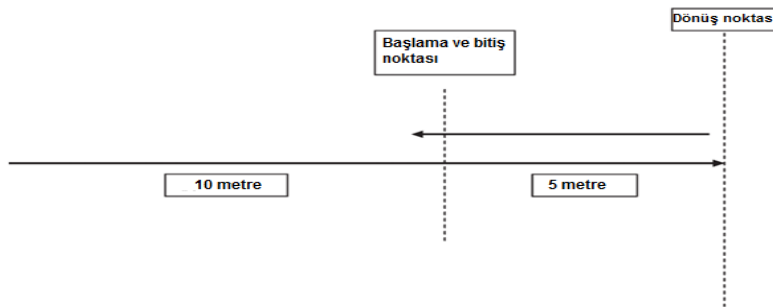 Dönüş noktas
Başlama ve bitiş
noktası
10 metre
5 metre